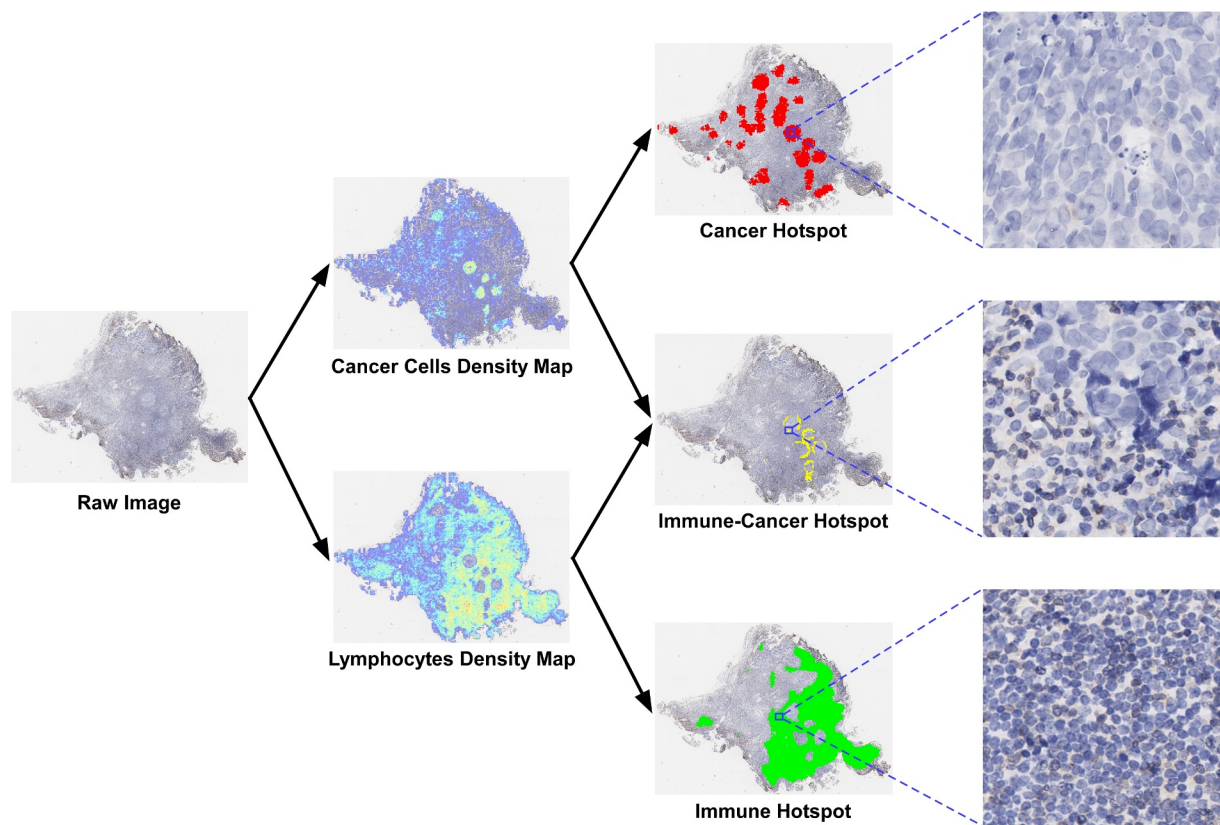 Raw Image
Cancer Cells Density Map
Lymphocytes Density Map
Cancer Hotspot
Immune-Cancer Hotspot
Immune Hotspot